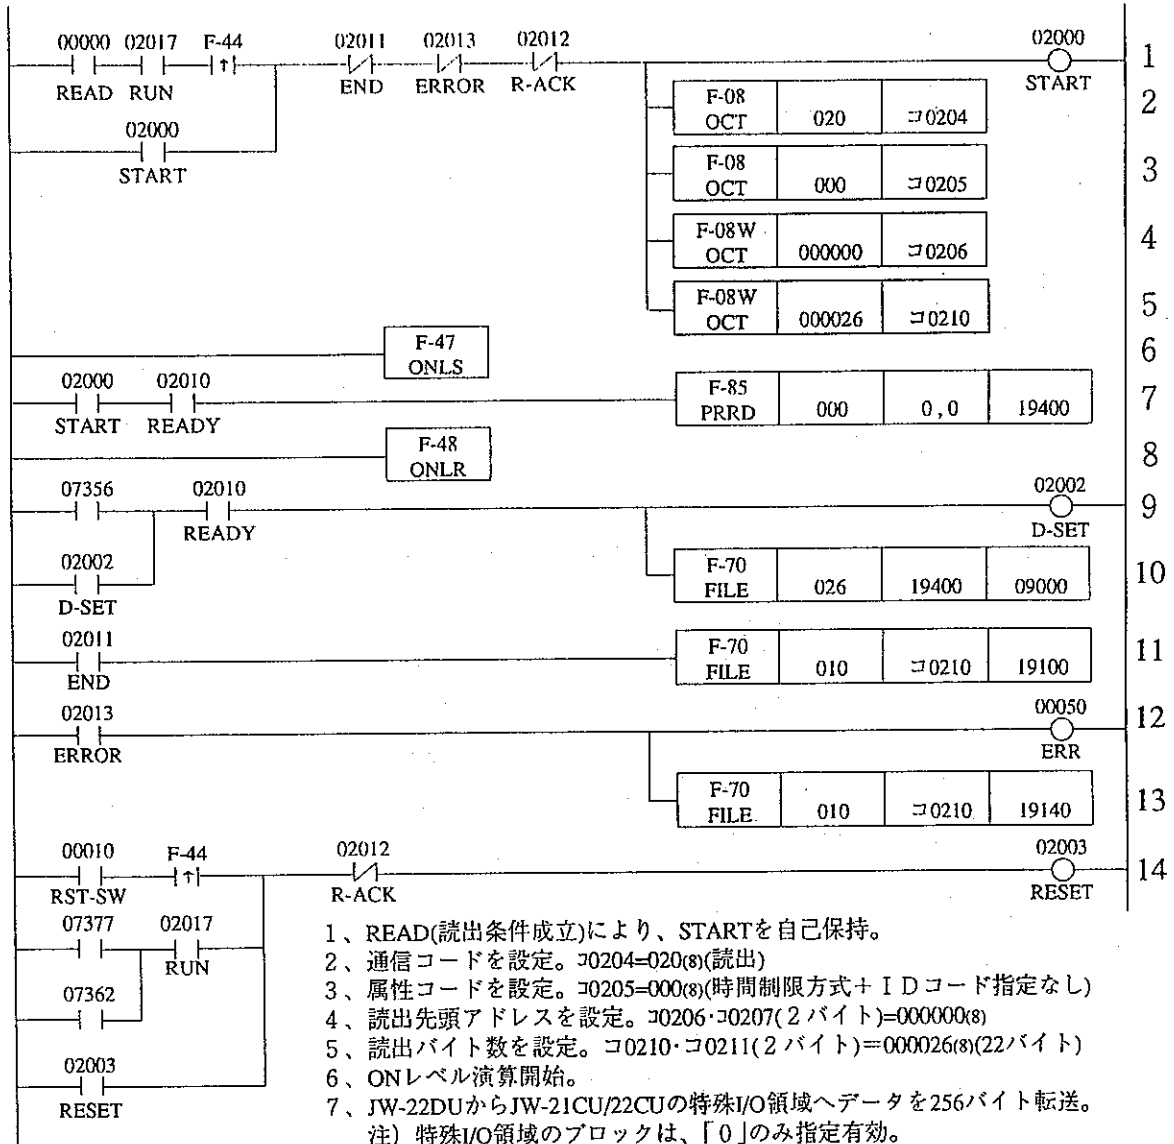 00000 02017 F-44 02011 02013 02012 02000 1
↑
READ RUN END ERROR R-ACK START
F-08 OCT 020 コ0204 2
02000
START
F-08 OCT 000 コ0205 3
F-08W OCT 000000 コ0206 4
F-08W OCT 000026 コ0210 5
F-47 ONLS 6
02000 02010
START READY
F-85 PRRD 000 0,0 19400 7
F-48 ONLR 8
07356 02010 02002 9
READY D-SET
02002
D-SET
F-70 FILE 026 19400 09000 10
02011
END
F-70 FILE 010 コ0210 19100 11
02013 00050 12
ERROR ERR
F-70 FILE 010 コ0210 19140 13
00010 F-44 02012 02003 14
↑
RST-SW R-ACK RESET
07377 02017
RUN
07362
02003
RESET
1、READ(読出条件成立)により、STARTを自己保持。
2、通信コードを設定。コ0204=020(8)(読出)
3、属性コードを設定。コ0205=000(8)(時間制限方式+IDコード指定なし)
4、読出先頭アドレスを設定。コ0206·コ0207(2バイト)=000000(8)
5、読出バイト数を設定。コ0210·コ0211(2バイト)=000026(8)(22バイト)
6、ONレベル演算開始。
7、JW-22DUからJW-21CU/22CUの特殊I/O領域へデータを256バイト転送。
注）特殊I/O領域のブロックは、「0」のみ指定有効。